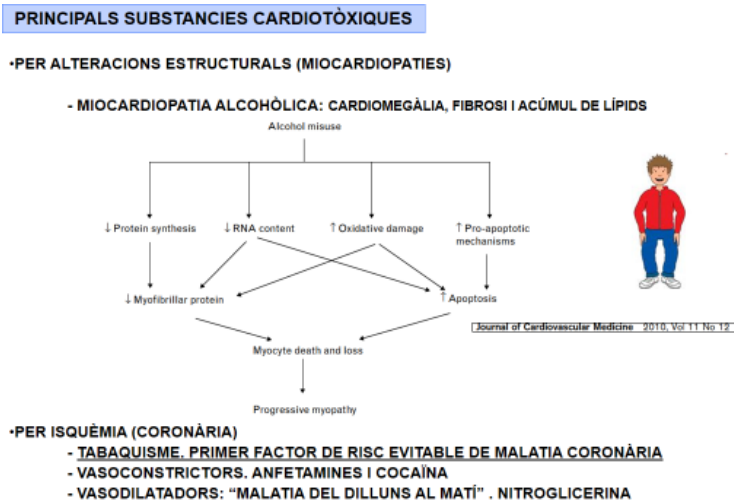 PRINCIPALS SUBSTANCIES CARDIOTÒXIQUES
•PER ALTERACIONS ESTRUCTURALS (MIOCARDIOPATIES)
- MIOCARDIOPATIA ALCOHÒLICA: CARDIOMEGÀLIA, FIBROSI I ACÚMUL DE LÍPIDS
Alcohol misuse
↓ Protein synthesis ↓ RNA content ↑ Oxidative damage ↑ Pro-apoptotic
mechanisms
↓ Myofibrillar protein ↑ Apoptosis
Journal of Cardiovascular Medicine 2010, Vol 11 No 12
Myocyte death and loss
Progressive myopathy
•PER ISQUÈMIA (CORONÀRIA)
- TABAQUISME. PRIMER FACTOR DE RISC EVITABLE DE MALATIA CORONÀRIA
- VASOCONSTRICTORS. ANFETAMINES I COCAÏNA
- VASODILATADORS: “MALATIA DEL DILLUNS AL MATÍ” . NITROGLICERINA